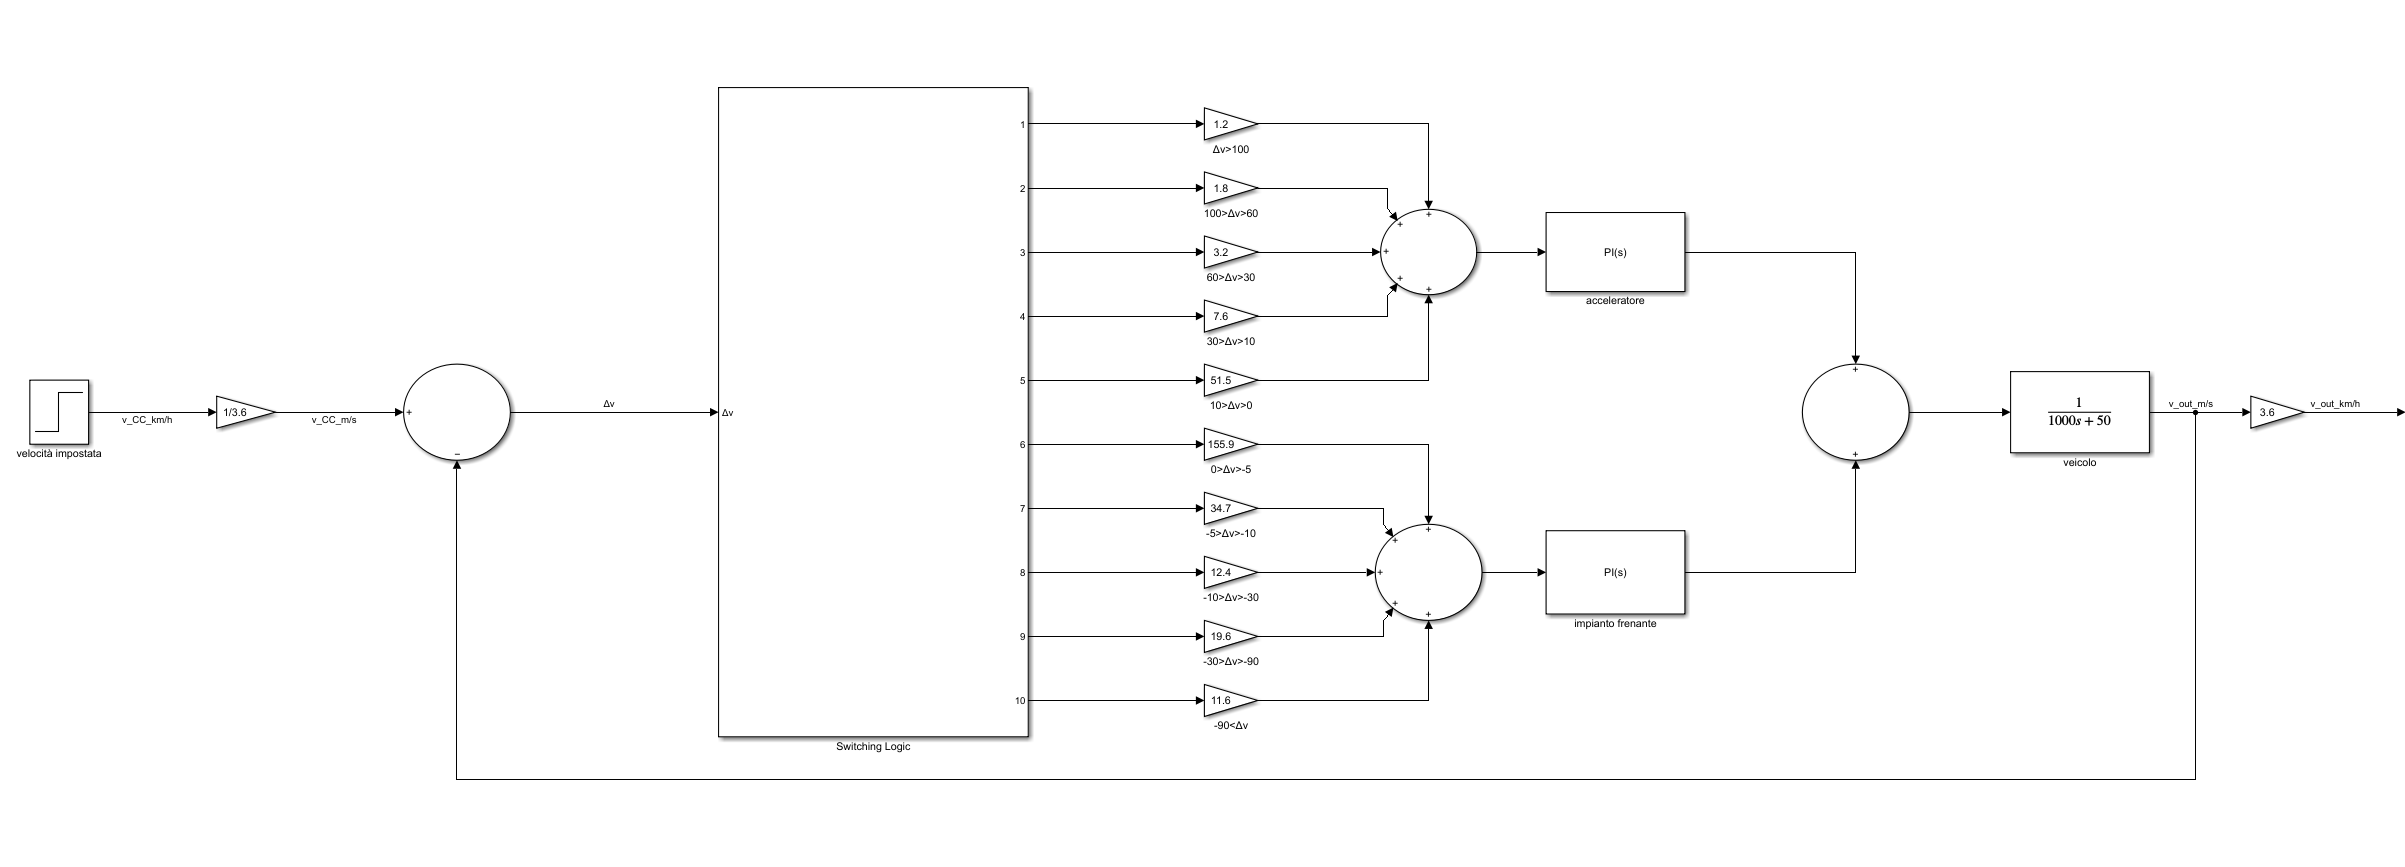 velocità impostata
v_CC_km/h
1/3.6
v_CC_m/s
+
−
Δv
Δv
Switching Logic
1
2
3
4
5
6
7
8
9
10
1.2
Δv>100
1.8
100>Δv>60
3.2
60>Δv>30
7.6
30>Δv>10
51.5
10>Δv>0
155.9
0>Δv>-5
34.7
-5>Δv>-10
12.4
-10>Δv>-30
19.6
-30>Δv>-90
11.6
-90<Δv
+
+
+
+
+
+
+
+
+
+
PI(s)
acceleratore
PI(s)
impianto frenante
+
+
1
1000s + 50
veicolo
v_out_m/s
3.6
v_out_km/h